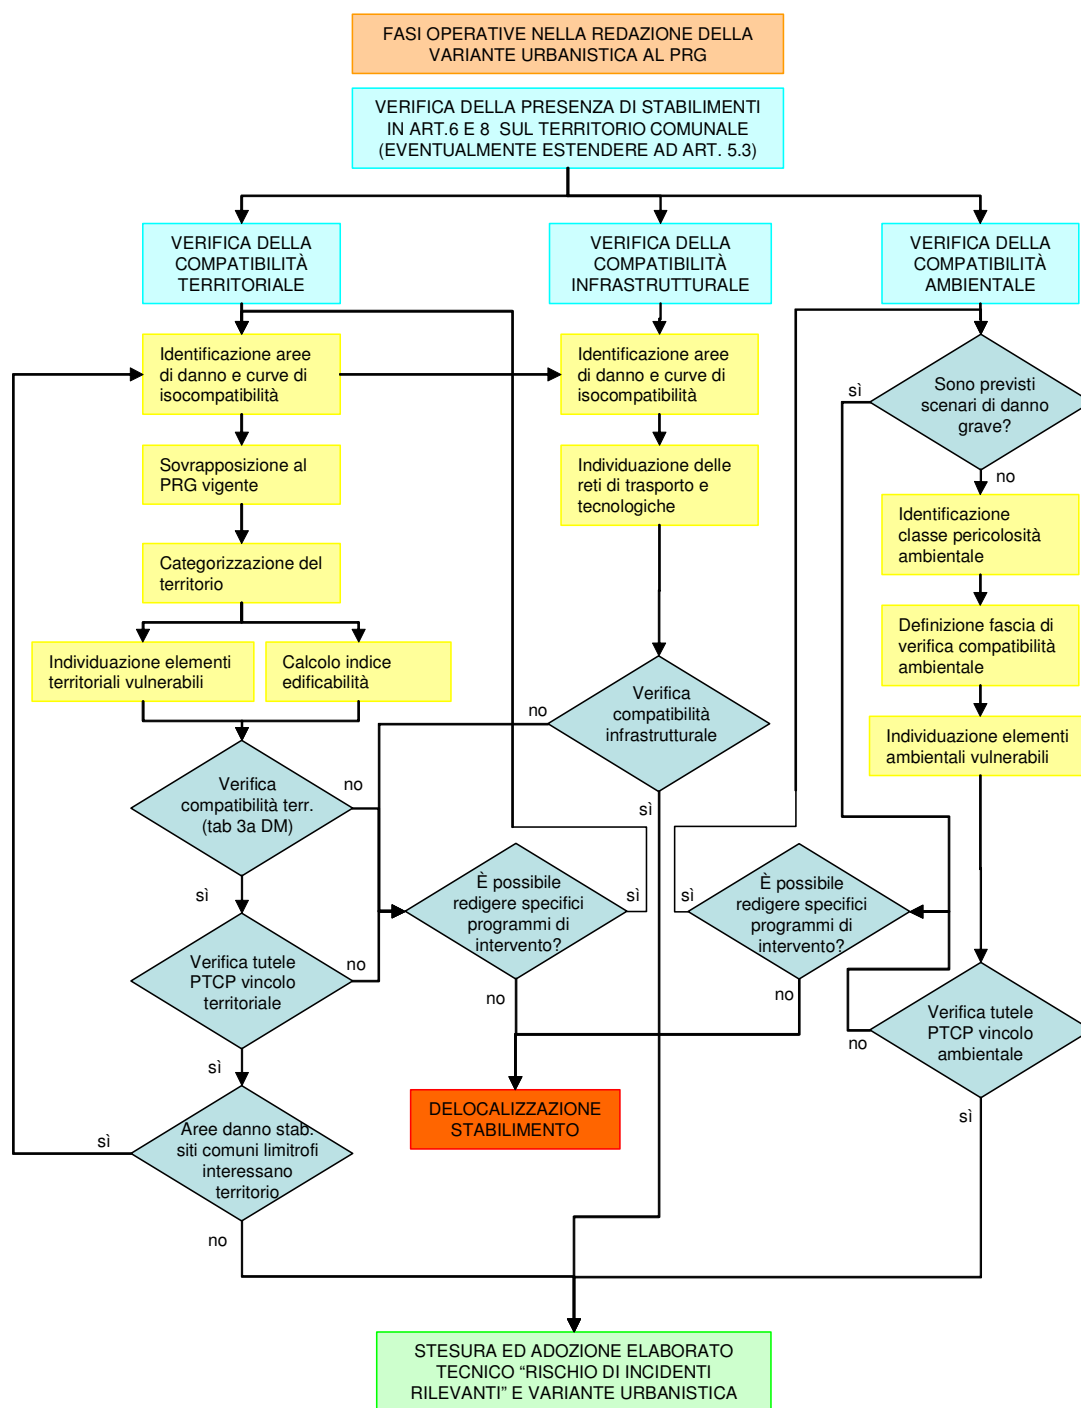 FASI OPERATIVE NELLA REDAZIONE DELLA
VARIANTE URBANISTICA AL PRG
VERIFICA DELLA PRESENZA DI STABILIMENTI
IN ART.6 E 8 SUL TERRITORIO COMUNALE
(EVENTUALMENTE ESTENDERE AD ART. 5.3)
VERIFICA DELLA
COMPATIBILITÀ
TERRITORIALE
VERIFICA DELLA
COMPATIBILITÀ
INFRASTRUTTURALE
VERIFICA DELLA
COMPATIBILITÀ
AMBIENTALE
Identificazione aree
di danno e curve di
isocompatibilità
Identificazione aree
di danno e curve di
isocompatibilità
Sono previsti
scenari di danno
grave?
sì
no
Sovrapposizione al
PRG vigente
Individuazione delle
reti di trasporto e
tecnologiche
Identificazione
classe pericolosità
ambientale
Categorizzazione del
territorio
Definizione fascia di
verifica compatibilità
ambientale
Individuazione elementi
territoriali vulnerabili
Calcolo indice
edificabilità
Verifica
compatibilità
infrastrutturale
no
sì
Individuazione elementi
ambientali vulnerabili
Verifica
compatibilità terr.
(tab 3a DM)
no
sì
È possibile
redigere specifici
programmi di
intervento?
sì
no
È possibile
redigere specifici
programmi di
intervento?
sì
no
Verifica tutele
PTCP vincolo
territoriale
no
sì
Verifica tutele
PTCP vincolo
ambientale
no
sì
DELOCALIZZAZIONE
STABILIMENTO
Aree danno stab.
siti comuni limitrofi
interessano
territorio
sì
no
STESURA ED ADOZIONE ELABORATO
TECNICO “RISCHIO DI INCIDENTI
RILEVANTI” E VARIANTE URBANISTICA